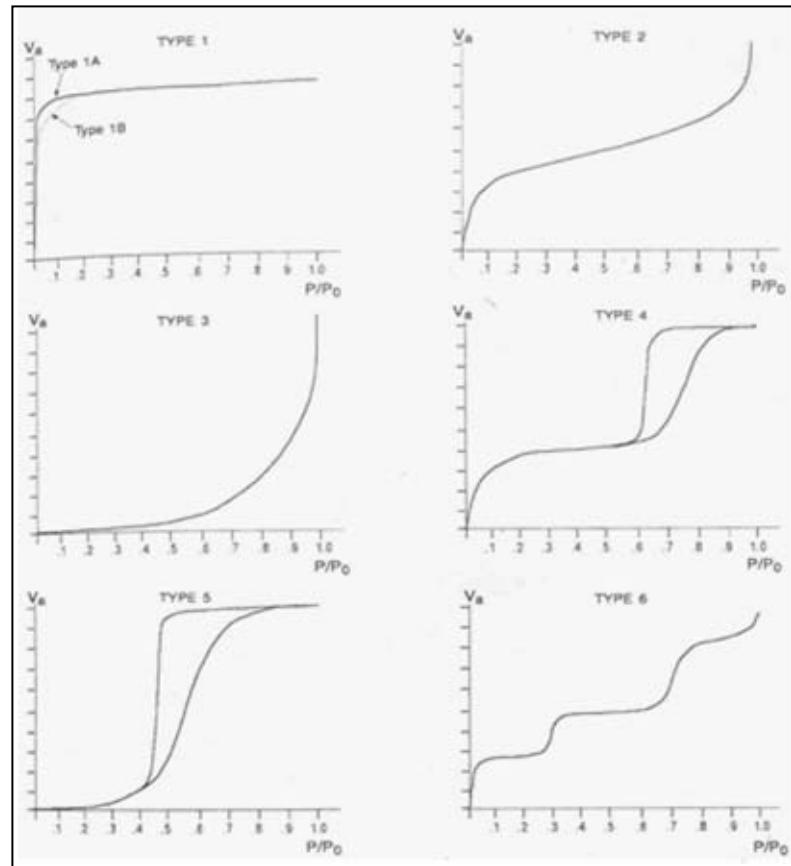 TYPE 1
Va
Type 1A
Type 1B
.1 .2 .3 .4 .5 .6 .7 .8 .9 1.0
P/P0
TYPE 2
Va
.1 .2 .3 .4 .5 .6 .7 .8 .9 1.0
P/P0
TYPE 3
Va
.1 .2 .3 .4 .5 .6 .7 .8 .9 1.0
P/P0
TYPE 4
Va
.1 .2 .3 .4 .5 .6 .7 .8 .9 1.0
P/P0
TYPE 5
Va
.1 .2 .3 .4 .5 .6 .7 .8 .9 1.0
P/P0
TYPE 6
.1 .2 .3 .4 .5 .6 .7 .8 .9 1.0
P/P0